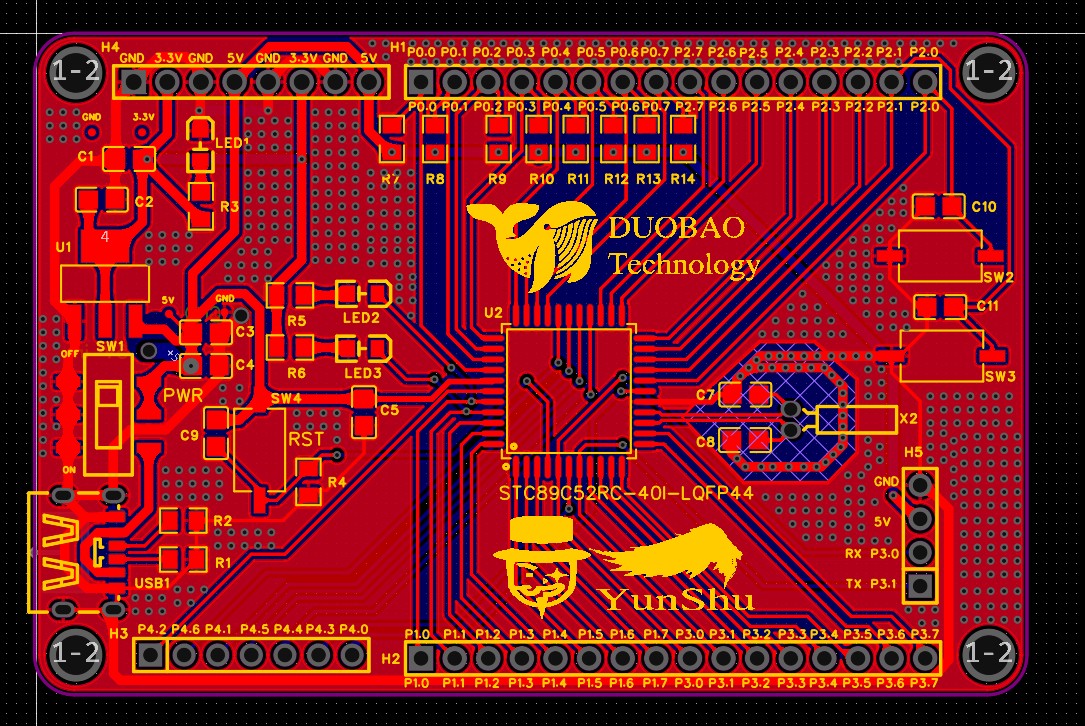 H4
GND 3.3V GND 5V GND 3.3V GND 5V
H1
P0.0 P0.1 P0.2 P0.3 P0.4 P0.5 P0.6 P0.7 P2.7 P2.6 P2.5 P2.4 P2.3 P2.2 P2.1 P2.0
1-2
1-2
P0.0 P0.1 P0.2 P0.3 P0.4 P0.5 P0.6 P0.7 P2.7 P2.6 P2.5 P2.4 P2.3 P2.2 P2.1 P2.0
GND 3.3V
LED1
C1
R7 R8 R9 R10 R11 R12 R13 R14
C2
R3
C10
DUOBAO
Technology
U1
4
SW2
5V GND
C11
R5
LED2
U2
C3
SW1
OFF
C4
R6
LED3
SW3
PWR
SW4
C5
C7
X2
C9
RST
C8
H5
ON
R4
GND
STC89C52RC-40I-LQFP44
R2
5V
RX P3.0
R1
USB1
TX P3.1
YunShu
H3
P4.2 P4.6 P4.1 P4.5 P4.4 P4.3 P4.0
P1.0 P1.1 P1.2 P1.3 P1.4 P1.5 P1.6 P1.7 P3.0 P3.1 P3.2 P3.3 P3.4 P3.5 P3.6 P3.7
1-2
H2
1-2
P1.0 P1.1 P1.2 P1.3 P1.4 P1.5 P1.6 P1.7 P3.0 P3.1 P3.2 P3.3 P3.4 P3.5 P3.6 P3.7